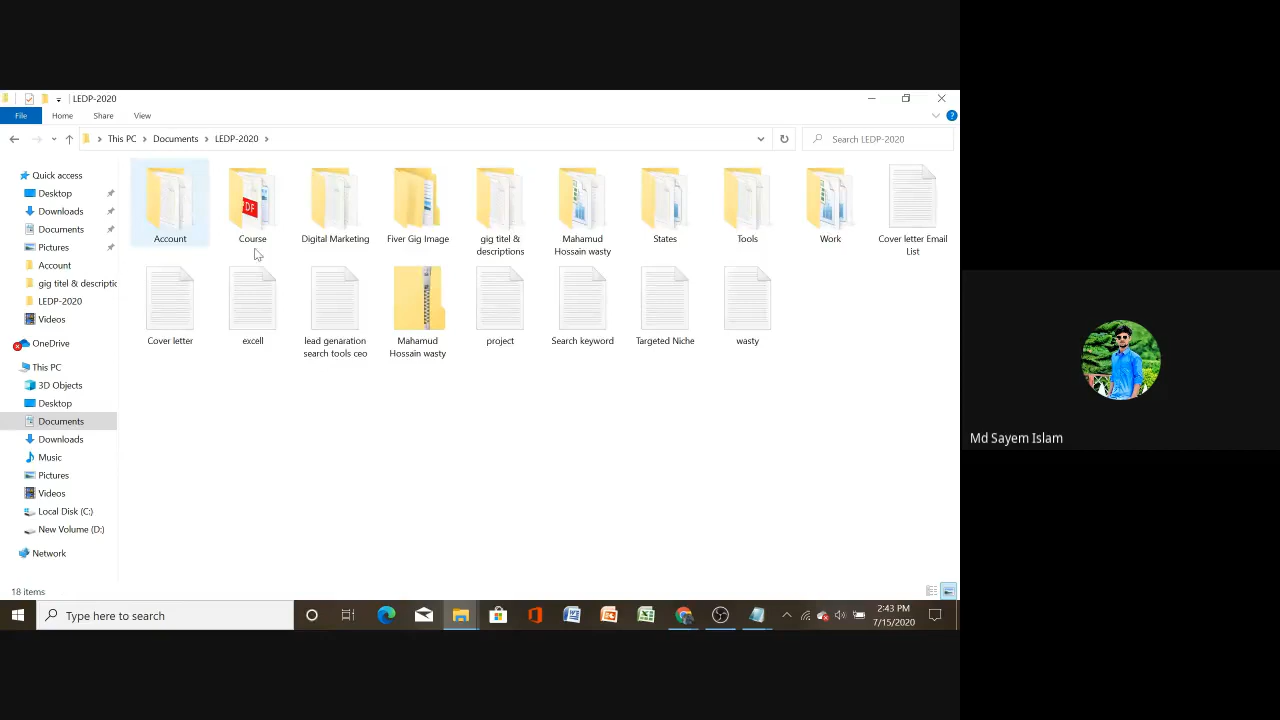 LEDP-2020
File Home Share View
This PC Documents LEDP-2020
Search LEDP-2020
Quick access
Desktop
Downloads
Documents
Pictures
Account
gig titel & descriptic
LEDP-2020
Videos
OneDrive
This PC
3D Objects
Desktop
Documents
Downloads
Music
Pictures
Videos
Local Disk (C:)
New Volume (D:)
Network
Account
PDF
Course
Digital Marketing
Fiver Gig Image
gig titel &
descriptions
Mahamud
Hossain wasty
States
Tools
Work
Cover letter Email
List
Cover letter
excell
lead genaration
search tools ceo
Mahamud
Hossain wasty
project
Search keyword
Targeted Niche
wasty
18 items
Type here to search
2:43 PM
7/15/2020
Md Sayem Islam